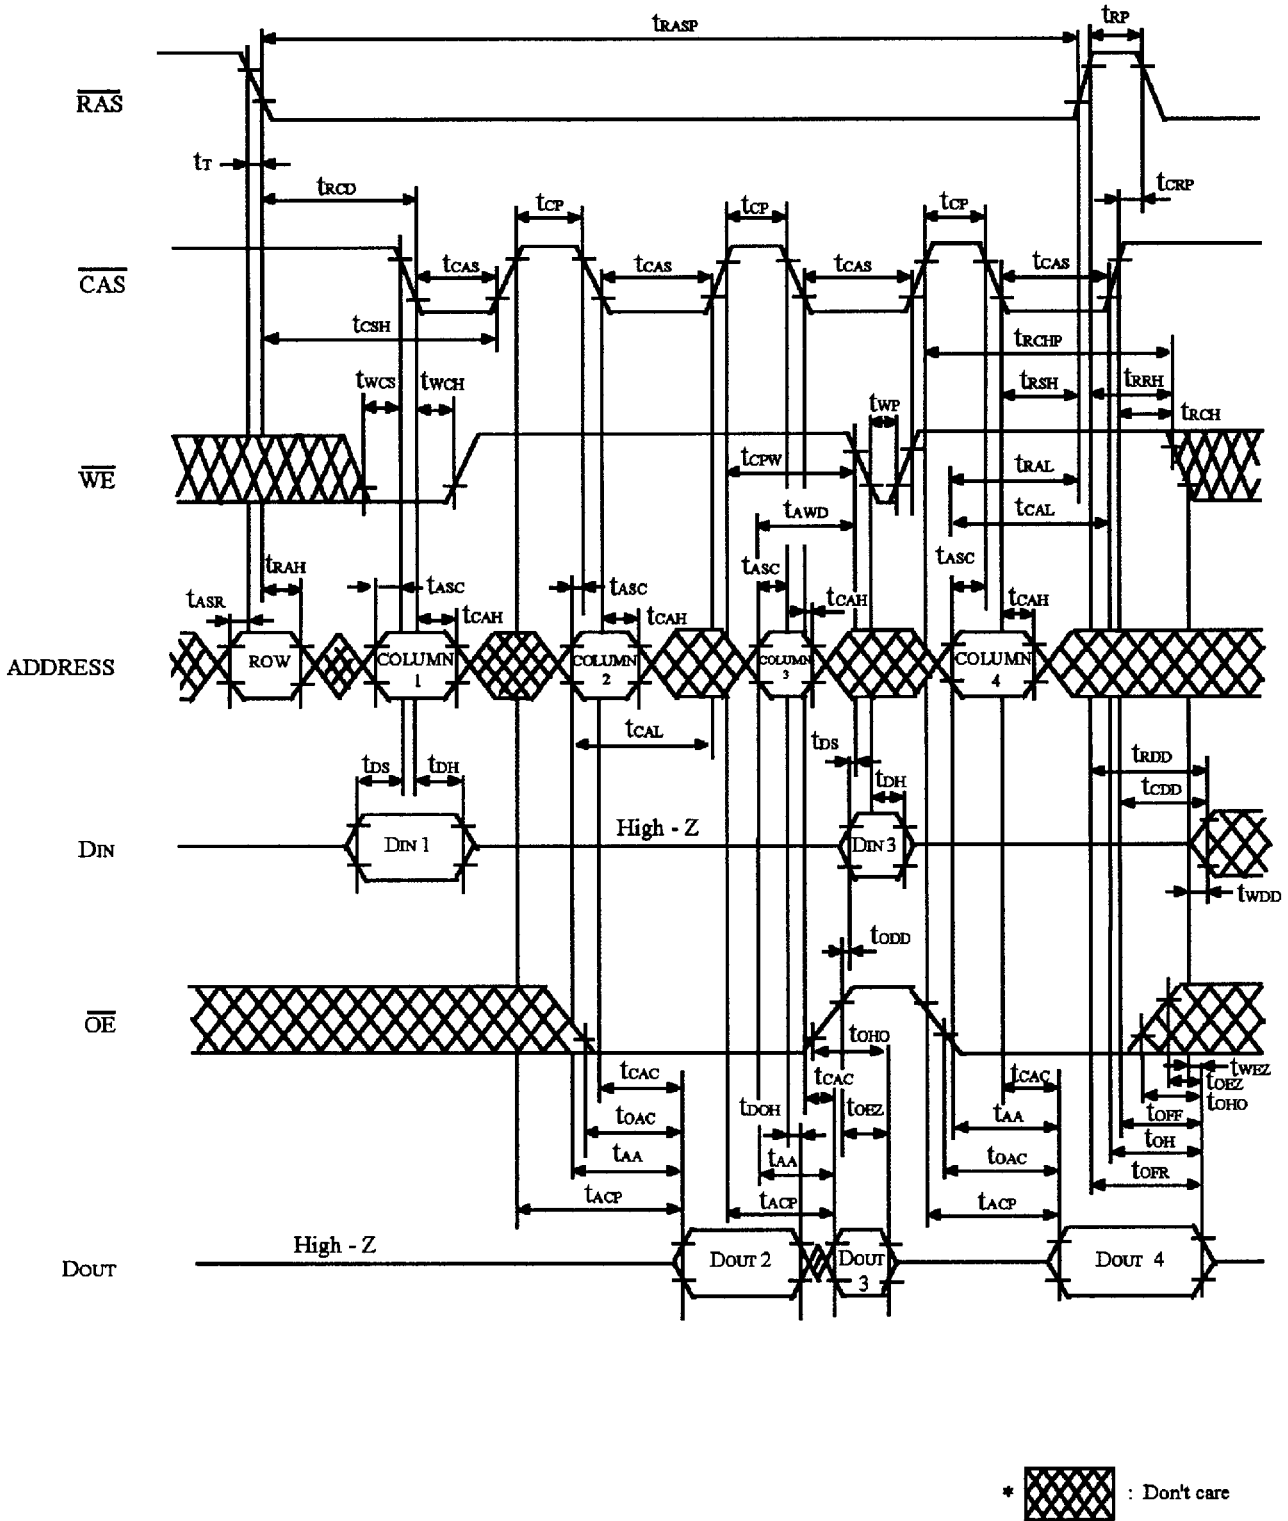 tRASP
tRP
RAS
tT
tRCD
tCP
tCP
tCP
tCRP
CAS
tCAS
tCAS
tCAS
tCAS
tCSH
tRCHP
tWCS
tWCH
tWP
tRSH
tRRH
tRCH
WE
tCPW
tRAL
tAWD
tCAL
tRAH
tASC
tASC
tASC
tASC
tASR
tCAH
tCAH
tCAH
tCAH
ADDRESS
ROW
COLUMN 1
COLUMN 2
COLUMN 3
COLUMN 4
tCAL
tDS
tRDD
tDS
tDH
tDH
tCDD
DIN
DIN 1
High - Z
DIN 3
tWDD
tODD
OE
tOHO
tCAC
tCAC
tCAC
tWEZ
tOEZ
tOHO
tOAC
tDOH
tOEZ
tAA
tOFF
tAA
tAA
tOAC
tOH
tACP
tACP
tACP
tOFR
High - Z
DOUT
DOUT 2
DOUT 3
DOUT 4
* : Don't care